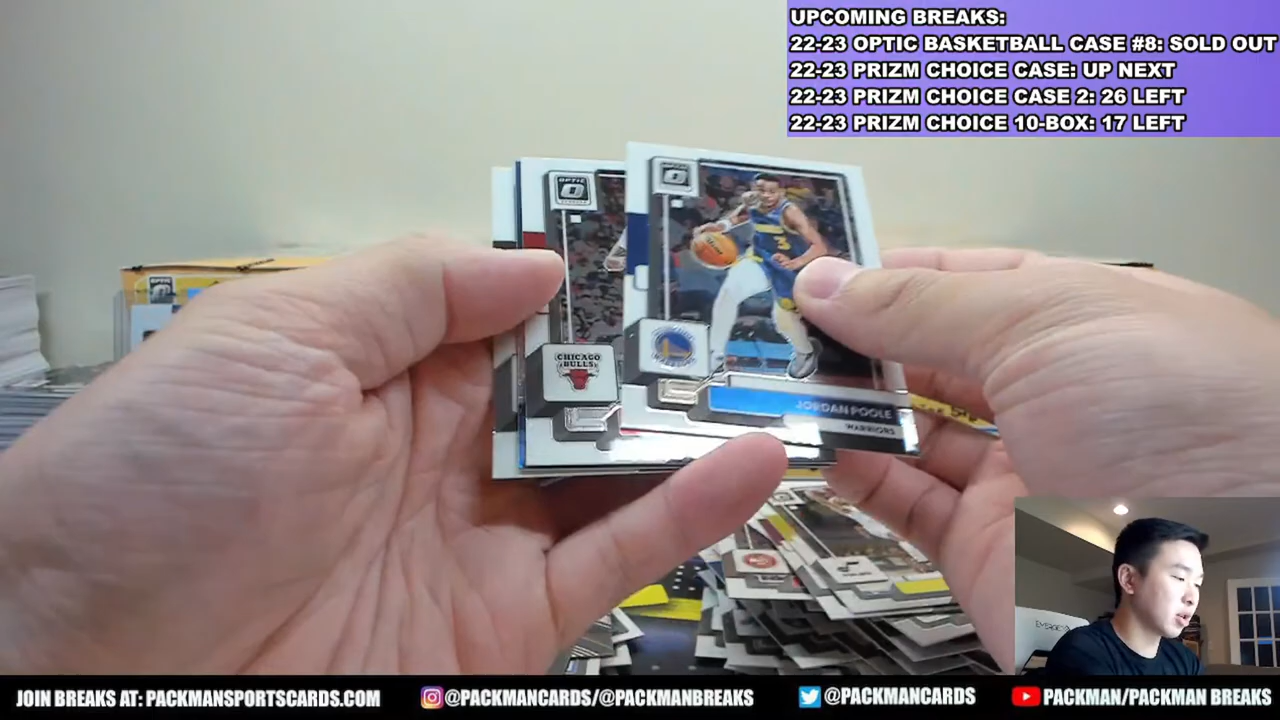 UPCOMING BREAKS:
22-23 OPTIC BASKETBALL CASE #8: SOLD OUT
22-23 PRIZM CHOICE CASE: UP NEXT
22-23 PRIZM CHOICE CASE 2: 26 LEFT
22-23 PRIZM CHOICE 10-BOX: 17 LEFT
OPTIC
OPTIC
3
CHICAGO
BULLS
JORDAN POOLE
WARRIORS
JOIN BREAKS AT: PACKMANSPORTSCARDS.COM
@PACKMANCARDS/@PACKMANBREAKS
@PACKMANCARDS
PACKMAN/PACKMAN BREAKS